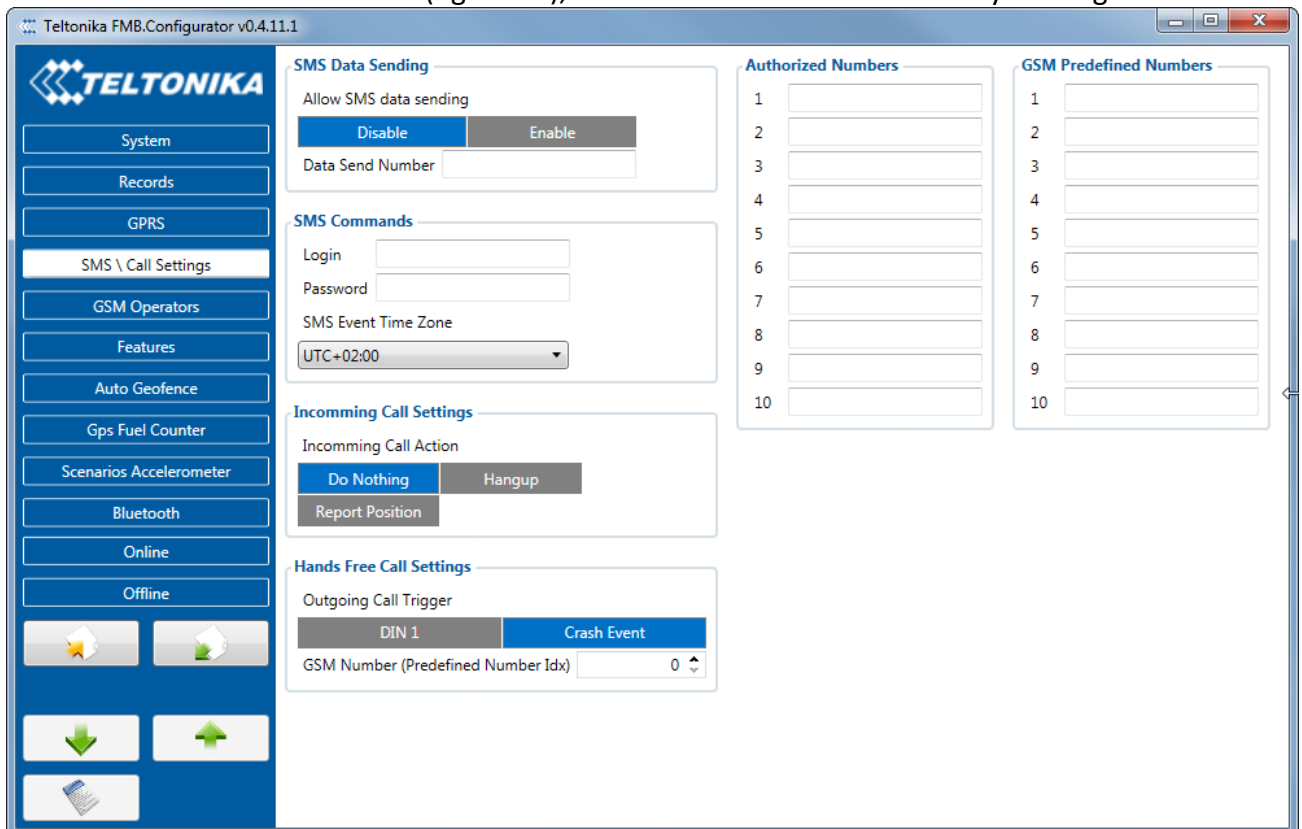 Teltonika FMB.Configurator v0.4.11.1
TELTONIKA
System
Records
GPRS
SMS \ Call Settings
GSM Operators
Features
Auto Geofence
Gps Fuel Counter
Scenarios Accelerometer
Bluetooth
Online
Offline
SMS Data Sending
Allow SMS data sending
Disable Enable
Data Send Number
SMS Commands
Login
Password
SMS Event Time Zone
UTC+02:00
Incomming Call Settings
Incomming Call Action
Do Nothing Hangup
Report Position
Hands Free Call Settings
Outgoing Call Trigger
DIN 1 Crash Event
GSM Number (Predefined Number Idx) 0
Authorized Numbers
1
2
3
4
5
6
7
8
9
10
GSM Predefined Numbers
1
2
3
4
5
6
7
8
9
10